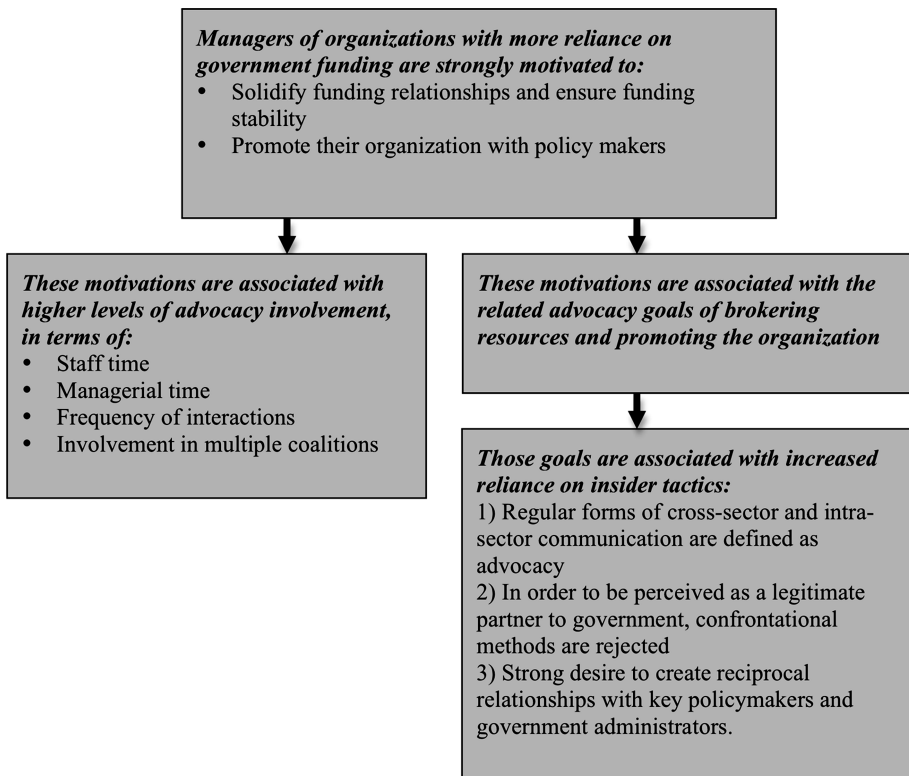 Managers of organizations with more reliance on
government funding are strongly motivated to:
• Solidify funding relationships and ensure funding
stability
• Promote their organization with policy makers
These motivations are associated with
higher levels of advocacy involvement,
in terms of:
• Staff time
• Managerial time
• Frequency of interactions
• Involvement in multiple coalitions
These motivations are associated with the
related advocacy goals of brokering
resources and promoting the organization
Those goals are associated with increased
reliance on insider tactics:
1) Regular forms of cross-sector and intra-
sector communication are defined as
advocacy
2) In order to be perceived as a legitimate
partner to government, confrontational
methods are rejected
3) Strong desire to create reciprocal
relationships with key policymakers and
government administrators.